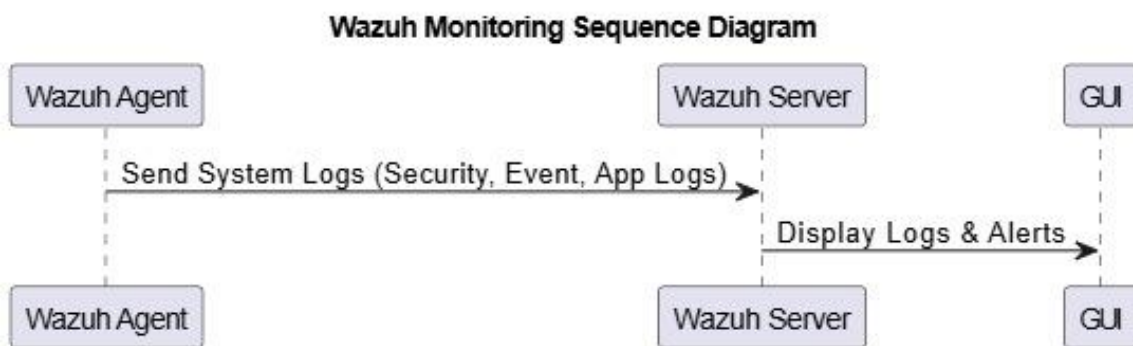 Wazuh Monitoring Sequence Diagram
Wazuh Agent
Wazuh Server
GUI
Send System Logs (Security, Event, App Logs)
Display Logs & Alerts
Wazuh Agent
Wazuh Server
GUI